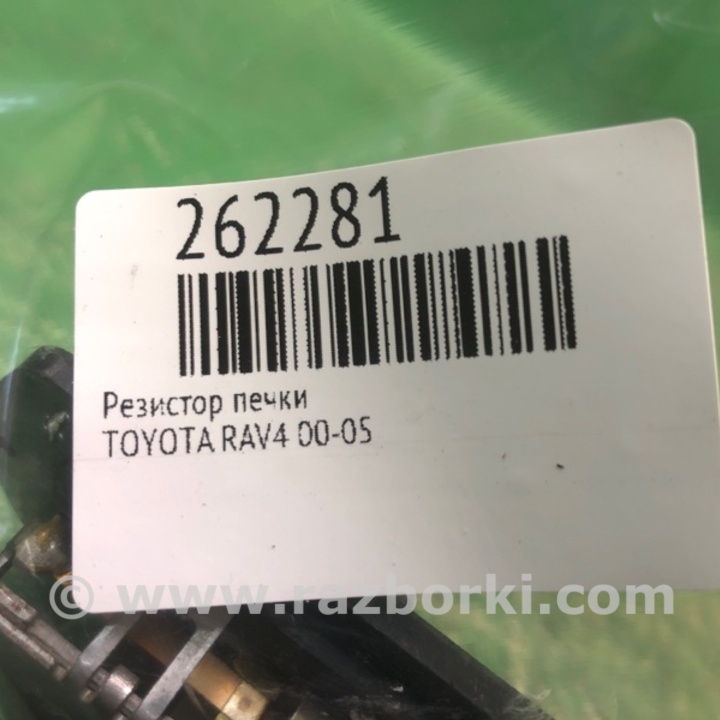 262281
Резистор печки
TOYOTA RAV4 00-05
© www.razborki.com